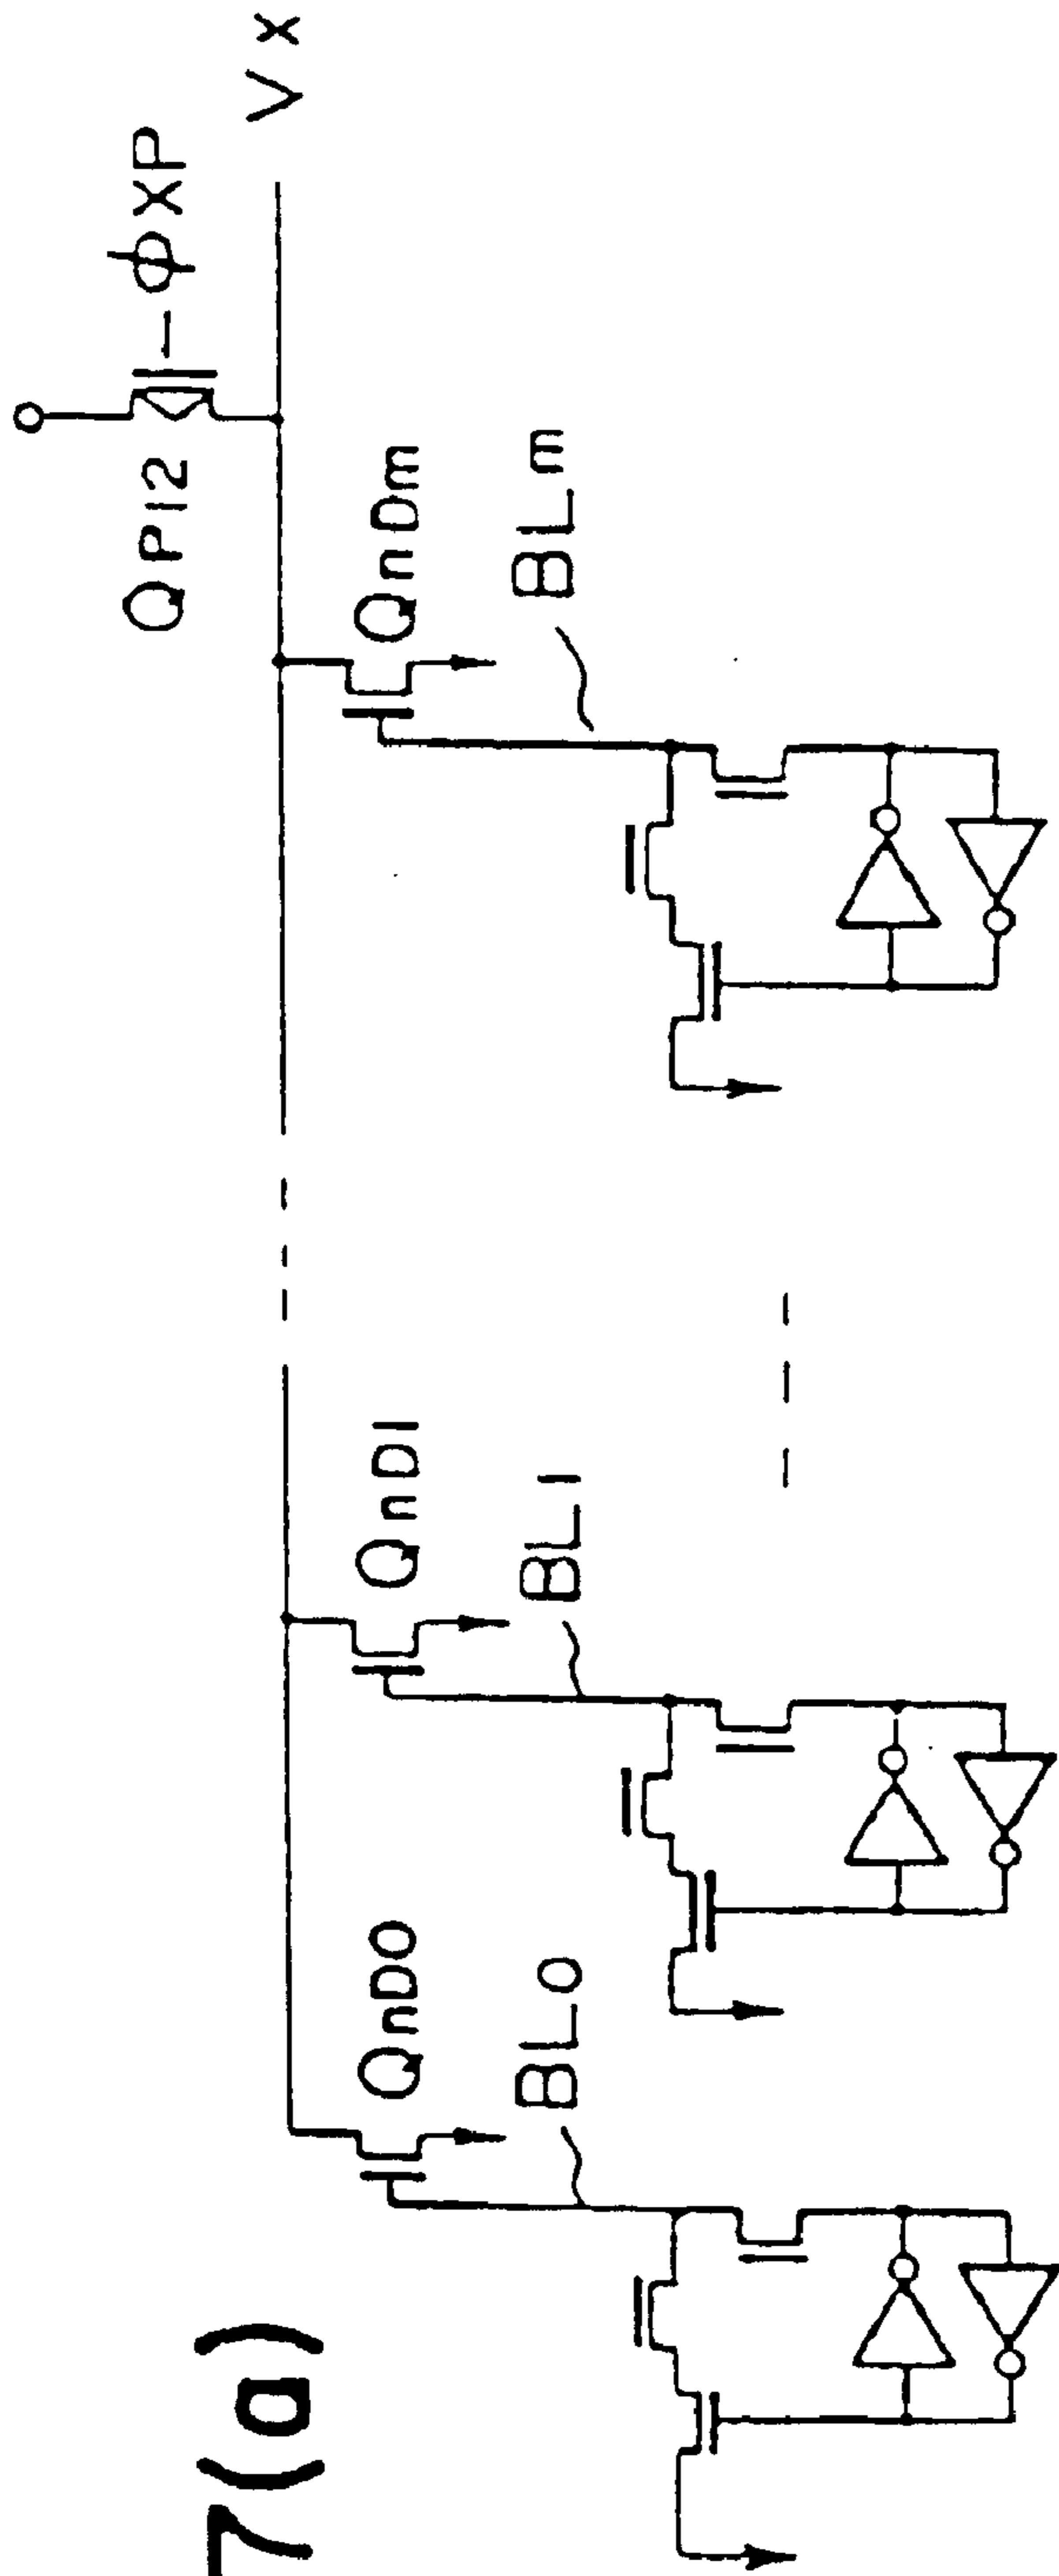 7(a)
Vx
QP12
φXP
QnD0
QnD1
QnDm
BL0
BL1
BLm